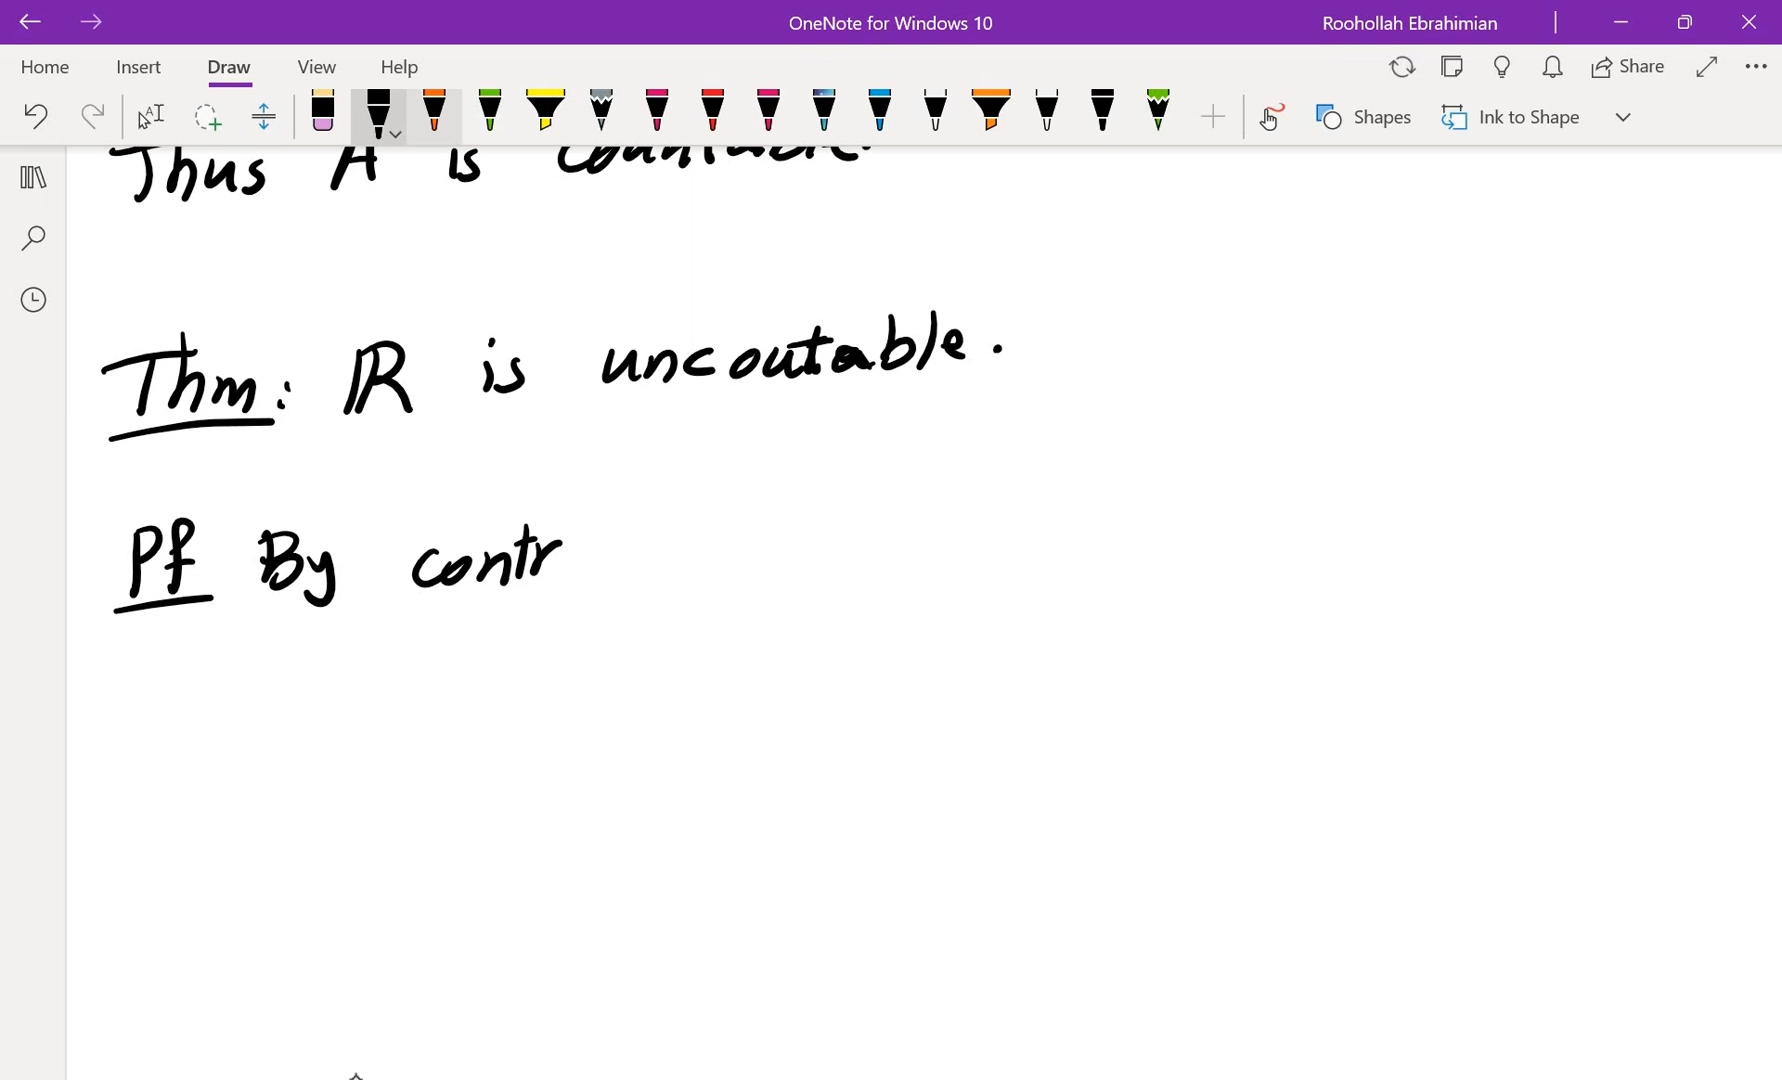 OneNote for Windows 10
Roohollah Ebrahimian
Home Insert Draw View Help
Share
Shapes
Ink to Shape
Thus A is countable.
Thm: ℝ is uncoutable.
Pf By contr